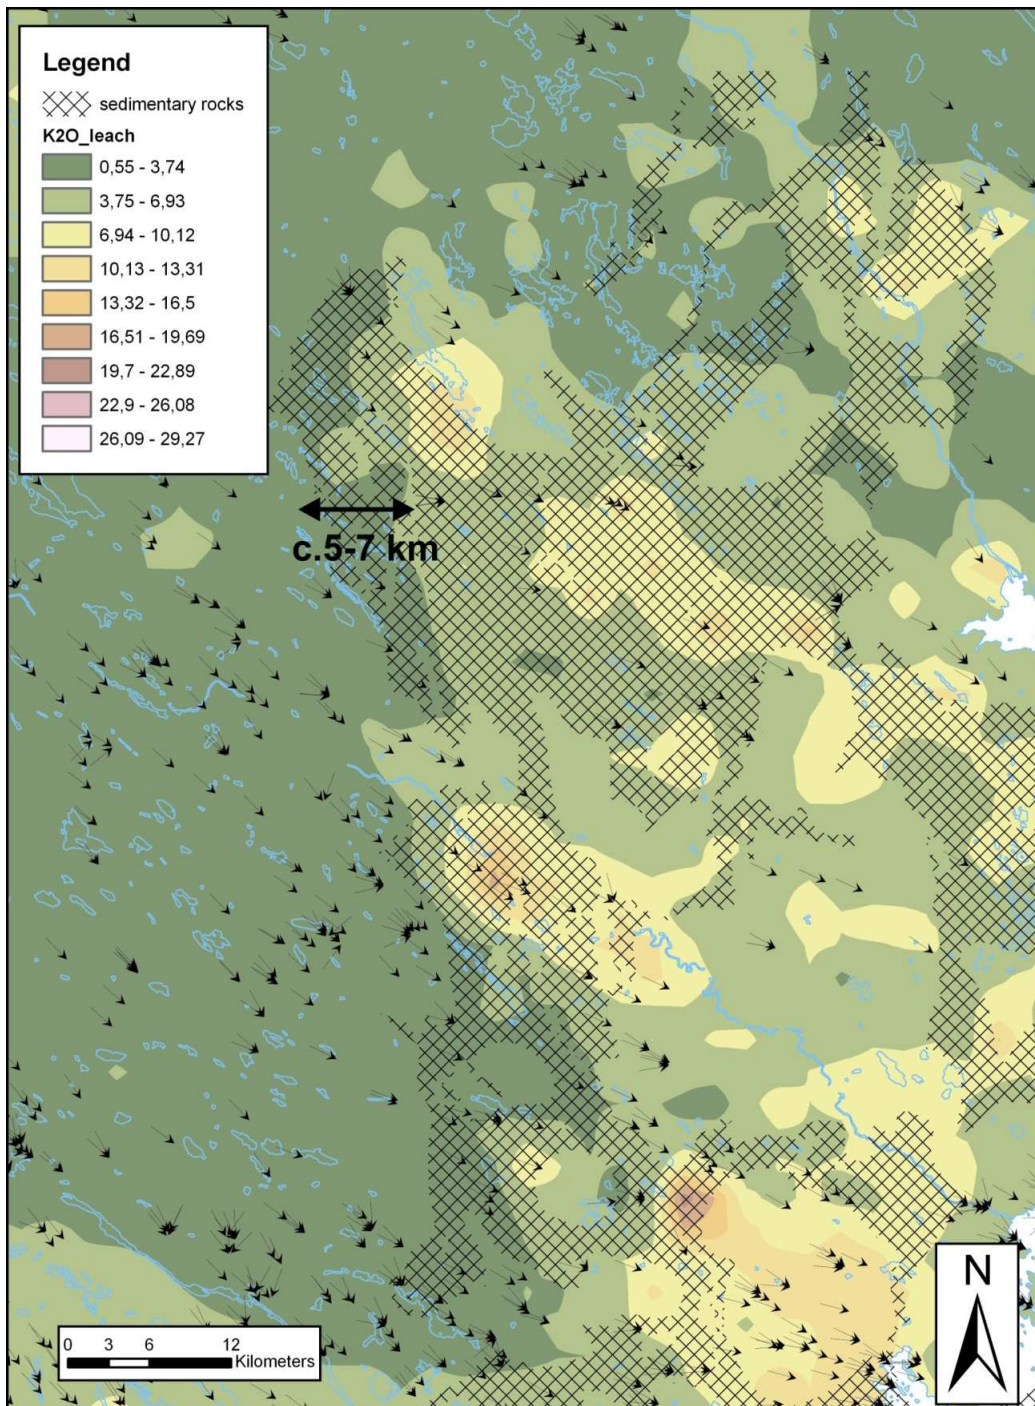 Legend
sedimentary rocks
K2O_leach
0,55 - 3,74
3,75 - 6,93
6,94 - 10,12
10,13 - 13,31
13,32 - 16,5
16,51 - 19,69
19,7 - 22,89
22,9 - 26,08
26,09 - 29,27
c.5-7 km
N
0 3 6 12
Kilometers